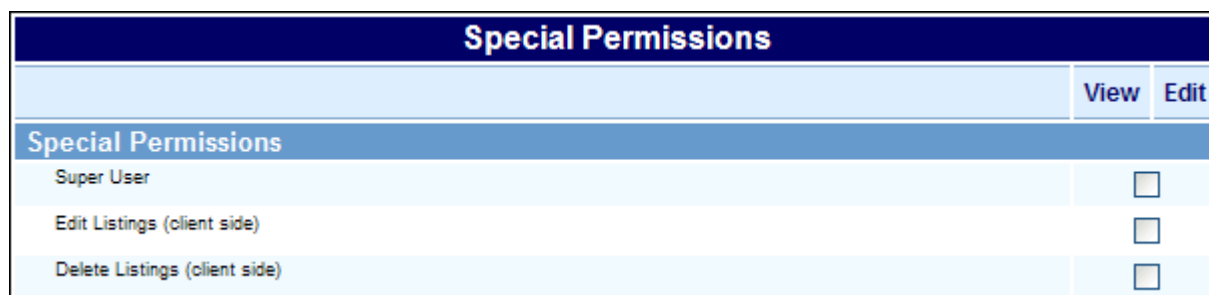 Special Permissions
View Edit
Special Permissions
Super User
Edit Listings (client side)
Delete Listings (client side)